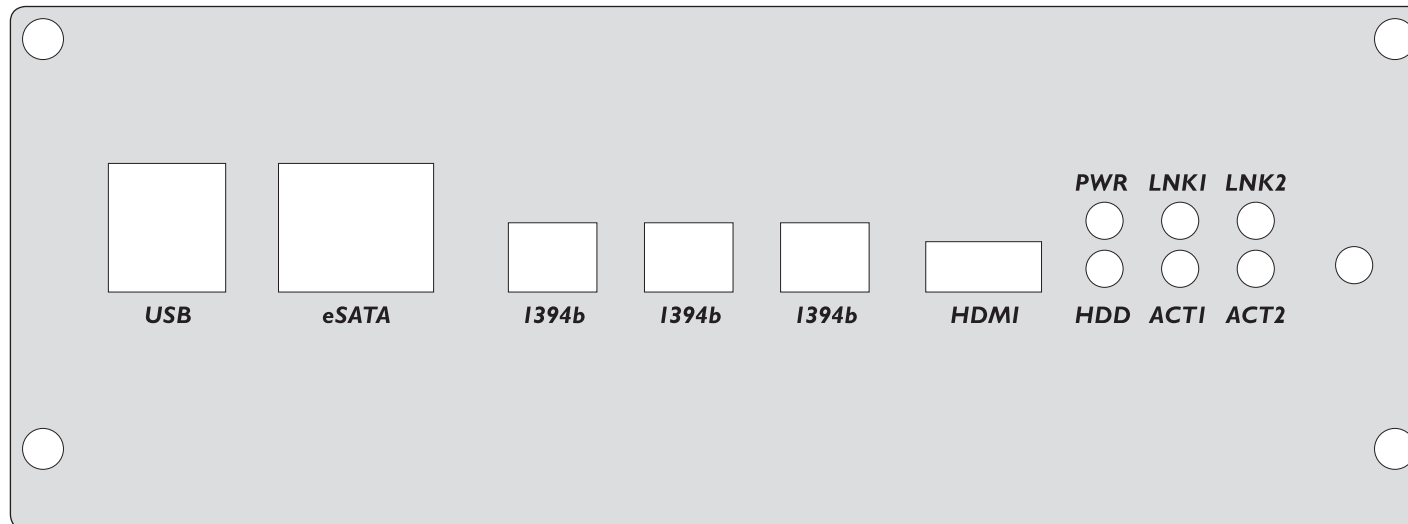 PWR LNK1 LNK2
USB eSATA 1394b 1394b 1394b HDMI HDD ACT1 ACT2